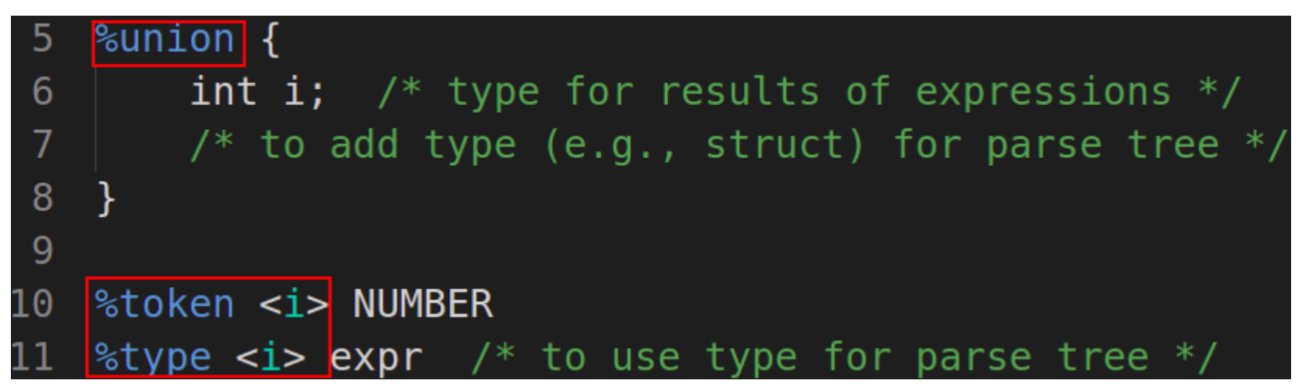 5 %union {
6 int i; /* type for results of expressions */
7 /* to add type (e.g., struct) for parse tree */
8 }
9
10 %token <i> NUMBER
11 %type <i> expr /* to use type for parse tree */